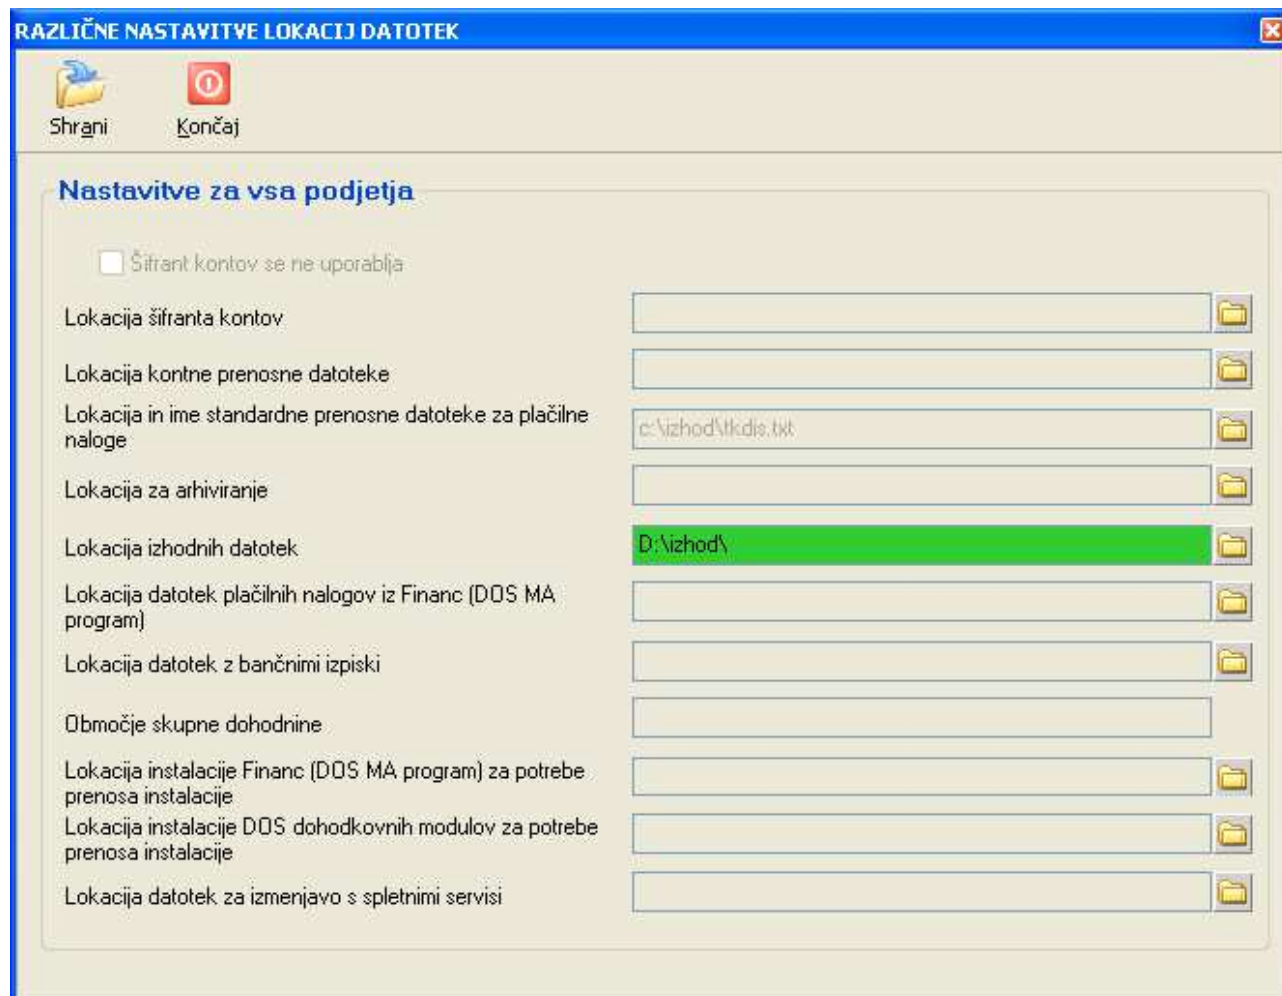 RAZLIČNE NASTAVITVE LOKACIJ DATOTEK
Shrani Končaj
Nastavitve za vsa podjetja
Šifrant kontov se ne uporablja
Lokacija šifranta kontov
Lokacija kontne prenosne datoteke
Lokacija in ime standardne prenosne datoteke za plačilne
naloge
c:\izhod\tkdis.txt
Lokacija za arhiviranje
Lokacija izhodnih datotek
D:\izhod\
Lokacija datotek plačilnih nalogov iz Financ (DOS MA
program)
Lokacija datotek z bančnimi izpiski
Območje skupne dohodnine
Lokacija instalacije Financ (DOS MA program) za potrebe
prenosa instalacije
Lokacija instalacije DOS dohodkovnih modulov za potrebe
prenosa instalacije
Lokacija datotek za izmenjavo s spletnimi servisi